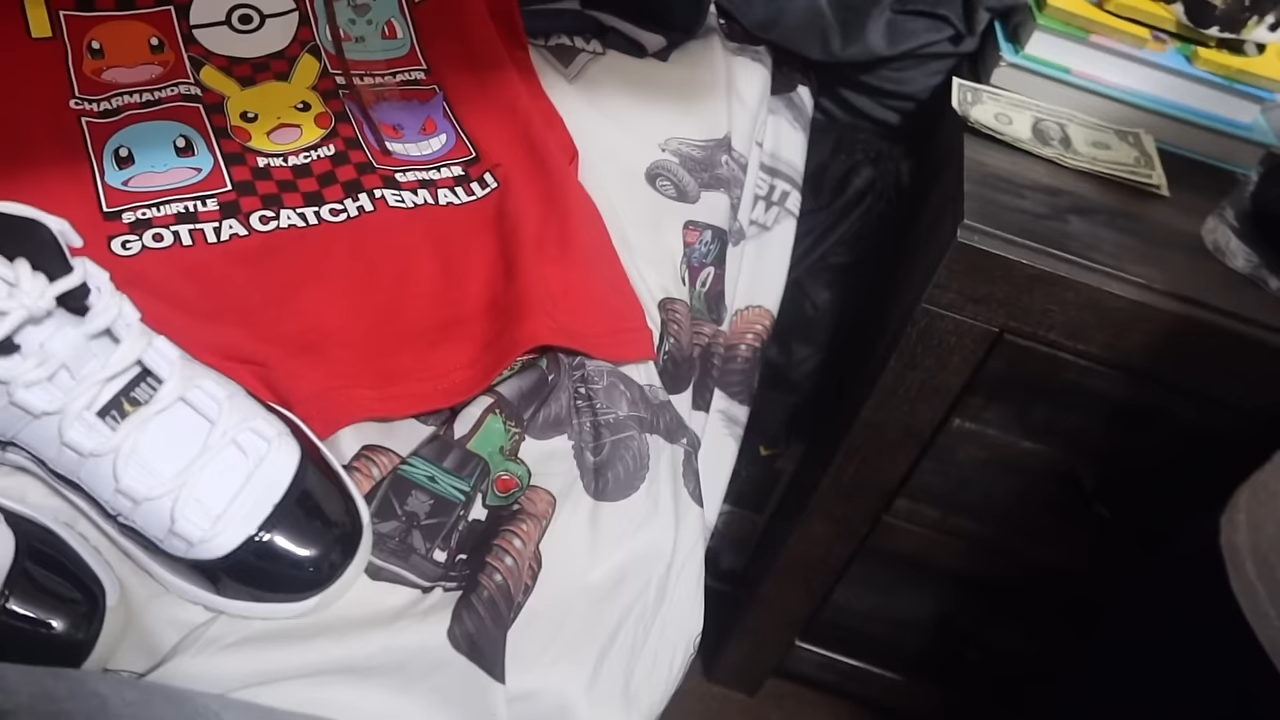 CHARMANDER
BULBASAUR
SQUIRTLE
PIKACHU
GENGAR
GOTTA CATCH 'EM ALL!